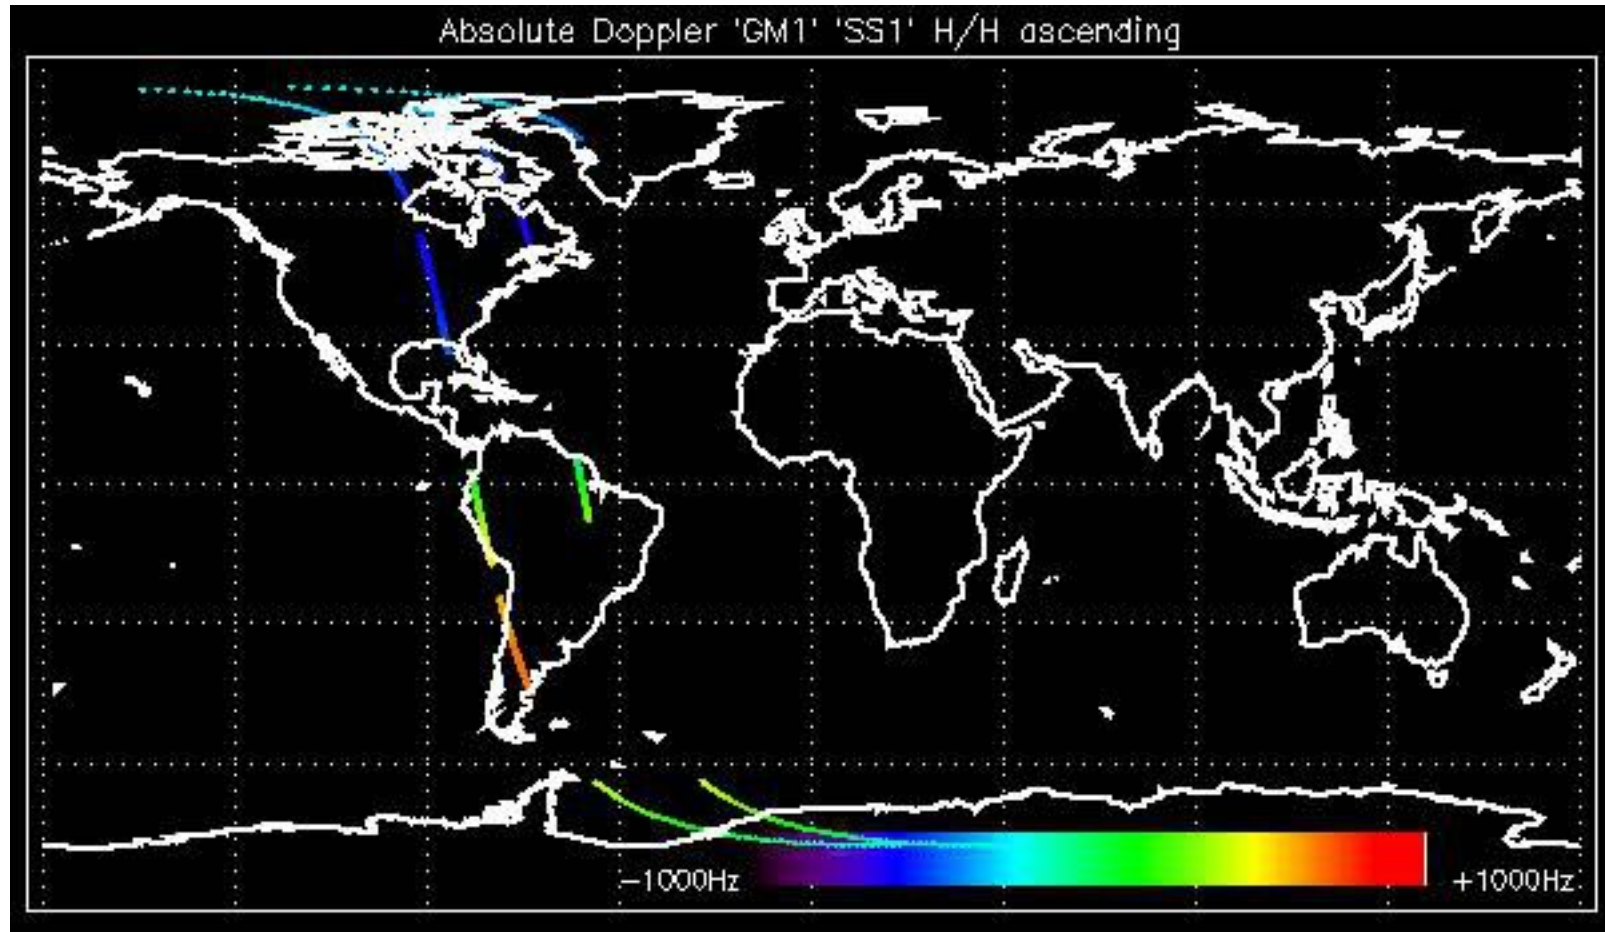 Absolute Doppler 'GM1' 'SS1' H/H ascending
−1000Hz
+1000Hz